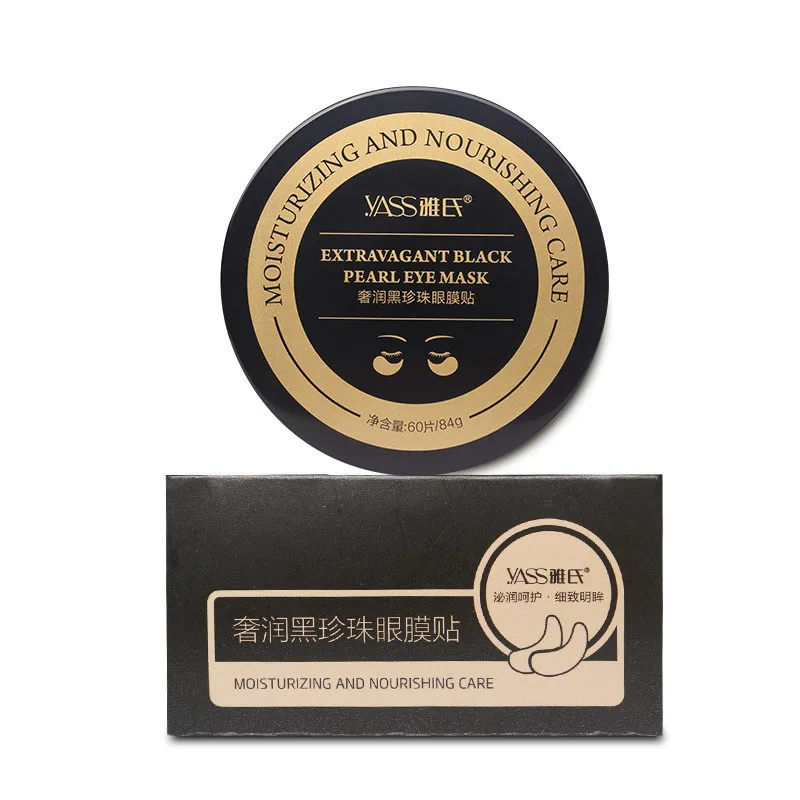 MOISTURIZING AND NOURISHING CARE
YASS雅氏®
EXTRAVAGANT BLACK
PEARL EYE MASK
奢润黑珍珠眼膜贴
净含量:60片/84g
YASS雅氏®
泌润呵护·细致明眸
奢润黑珍珠眼膜贴
MOISTURIZING AND NOURISHING CARE